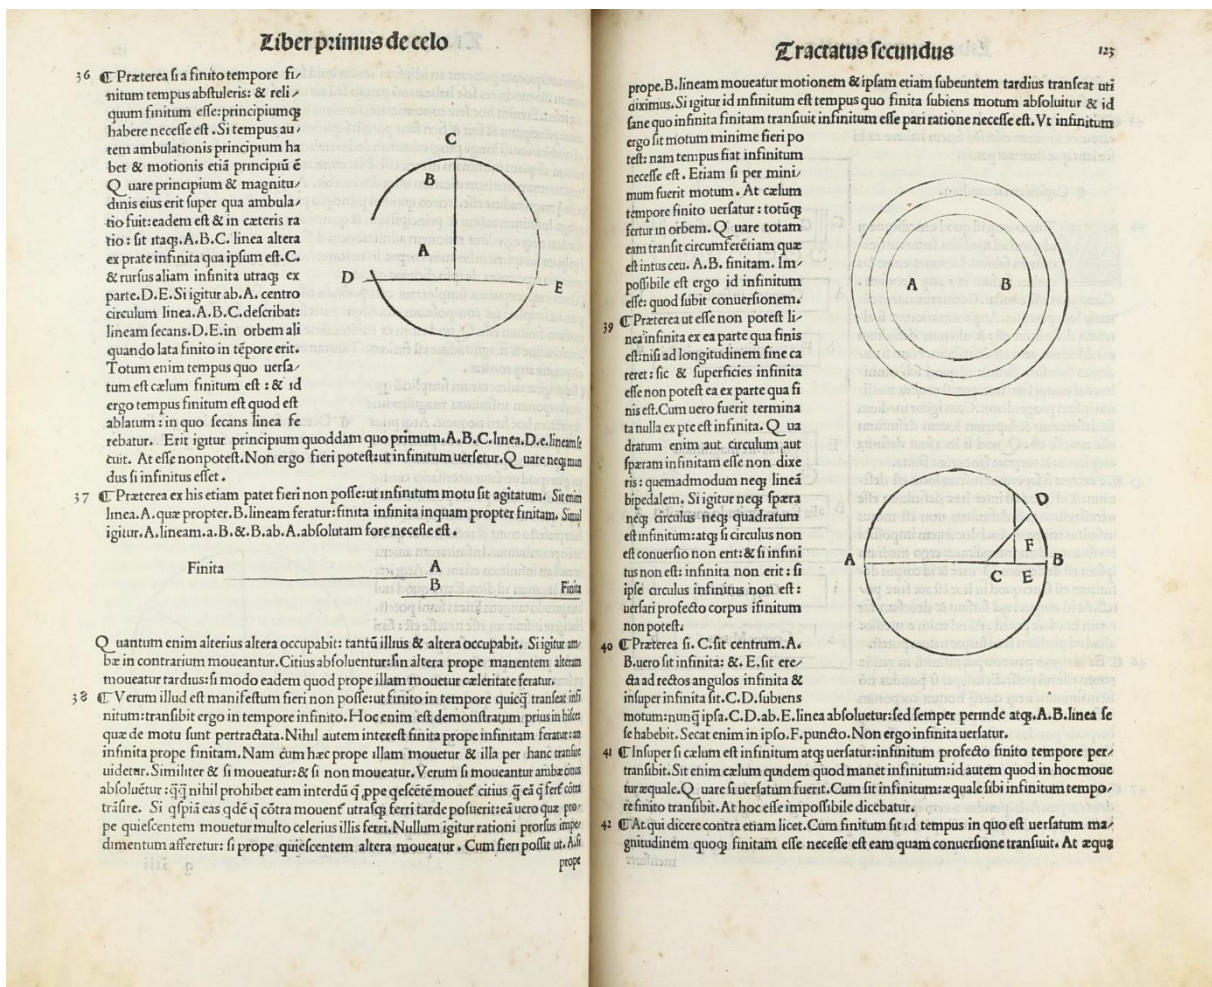 Liber primus de celo
36 ¶ Præterea si a finito tempore fi/
nitum tempus abstuleris: & reli/
quum finitum esse: principiumq;
habere necesse est. Si tempus au/
tem ambulationis principium ha
bet & motionis etiã principiũ ẽ
Quare principium & magnitu/
dinis eius erit super qua ambula/
tio fuit: eadem est & in cæteris ra
tio: sit itaq;. A.B.C. linea altera
ex prate infinita qua ipsum est. C.
& rursus aliam infinita utraq; ex
parte. D.E. Si igitur ab. A. centro
circulum linea. A.B.C. describat:
lineam secans. D.E. in orbem ali
quando lata finito in tẽpore erit.
Totum enim tempus quo uersa/
tum est cælum finitum est: & id
ergo tempus finitum est quod est
ablatum: in quo secans linea fe
rebatur. Erit igitur principium quoddam quo primum. A.B.C. linea. D.e. lineam se
cuit. At esse non potest. Non ergo fieri potest: ut infinitum uersetur. Quare neq; mun
dus si infinitus esset.
C
B
A
D
E
37 ¶ Præterea ex his etiam patet fieri non posse: ut infinitum motu sit agitatum. Sit enim
linea. A. quæ propter. B. lineam feratur: finita infinita inquam propter finitam. Simul
igitur. A. lineam. a. B. & B. ab. A. absolutam fore necesse est.
Finita A
B Finita
Quantum enim alterius altera occupabit: tantũ illius & altera occupabit. Si igitur am/
bæ in contrarium moueantur. Citius absoluentur: sin altera prope manentem alteram
moueatur tardius: si modo eadem quod prope illam mouetur cæleritate feratur.
38 ¶ Verum illud est manifestum fieri non posse: ut finito in tempore quicq̃ transeat infi
nitum: transibit ergo in tempore infinito. Hoc enim est demonstratum prius in hisce
quæ de motu sunt pertractata. Nihil autem interest finita prope infinitam feratur: an
infinita prope finitam. Nam cum hæc prope illam mouetur & illa per hanc transire
uidetur. Similiter & si moueatur: & si non moueatur. Verum si moueantur ambæ citius
absoluẽtur: q̃q̃ nihil prohibet eam interdũ q̃ ppe gescẽtẽ mouet̃ citius q̃ eã q̃ fert̃ cõtra
trãsire. Si qspiã eas qdẽ q̃ cõtra mouent̃ utrasq; ferri tarde posuerit: eã uero quæ pro/
pe quiescentem mouetur multo celerius illis ferri. Nullum igitur rationi prorsus impe/
dimentum afferetur: si prope quiescentem altera moueatur. Cum fieri possit ut. A. si
prope
Tractatus secundus
123
prope. B. lineam moueatur motionem & ipsam etiam subeuntem tardius transeat uti
diximus. Si igitur id infinitum est tempus quo finita subiens motum absoluitur & id
sane quo infinita finitam transiuit infinitum esse pari ratione necesse est. Vt infinitum
ergo sit motum minime fieri po
test: nam tempus fiat infinitum
necesse est. Etiam si per mini/
mum fuerit motum. At cælum
tempore finito uersatur: totũq;
fertur in orbem. Quare totam
eam transit circumferẽtiam quæ
est intus ceu. A.B. finitam. Im/
possibile est ergo id infinitum
esse: quod subit conuersionem.
39 ¶ Præterea ut esse non potest li/
nea infinita ex ea parte qua finis
est: nisi ad longitudinem fine ca
reret: sic & superficies infinita
esse non potest ea ex parte qua fi
nis est. Cum uero fuerit termina
ta nulla ex pte est infinita. Qua
dratum enim aut circulum aut
spæram infinitam esse non dixe
ris: quemadmodum neq; lineã
bipedalem. Si igitur neq; spæra
neq; circulus neq; quadratum
est infinitum: atq; si circulus non
est conuersio non erit: & si infini
tus non est: infinita non erit: si
ipse circulus infinitus non est:
uersari profecto corpus ifinitum
non potest.
A B
D
F
A C E B
40 ¶ Præterea si. C. sit centrum. A.
B. uero sit infinita: &. E. sit ere/
cta ad rectos angulos infinita &
insuper infinita sit. C.D. subiens
motum: nunq̃ ipsa. C.D. ab. E. linea absoluetur: sed semper perinde atq;. A.B. linea se
se habebit. Secat enim in ipso. F. puncto. Non ergo infinita uersatur.
41 ¶ Insuper si cælum est infinitum atq; uersatur: infinitum profecto finito tempore per/
transibit. Sit enim cælum quidem quod manet infinitum: id autem quod in hoc moue
tur æquale. Quare si uersatum fuerit. Cum sit infinitum: æquale sibi infinitum tempo/
re finito transibit. At hoc esse impossibile dicebatur.
42 ¶ At qui dicere contra etiam licet. Cum finitum sit id tempus in quo est uersatum ma/
gnitudinem quoq; finitam esse necesse est eam quam conuersione transiuit. At æqua